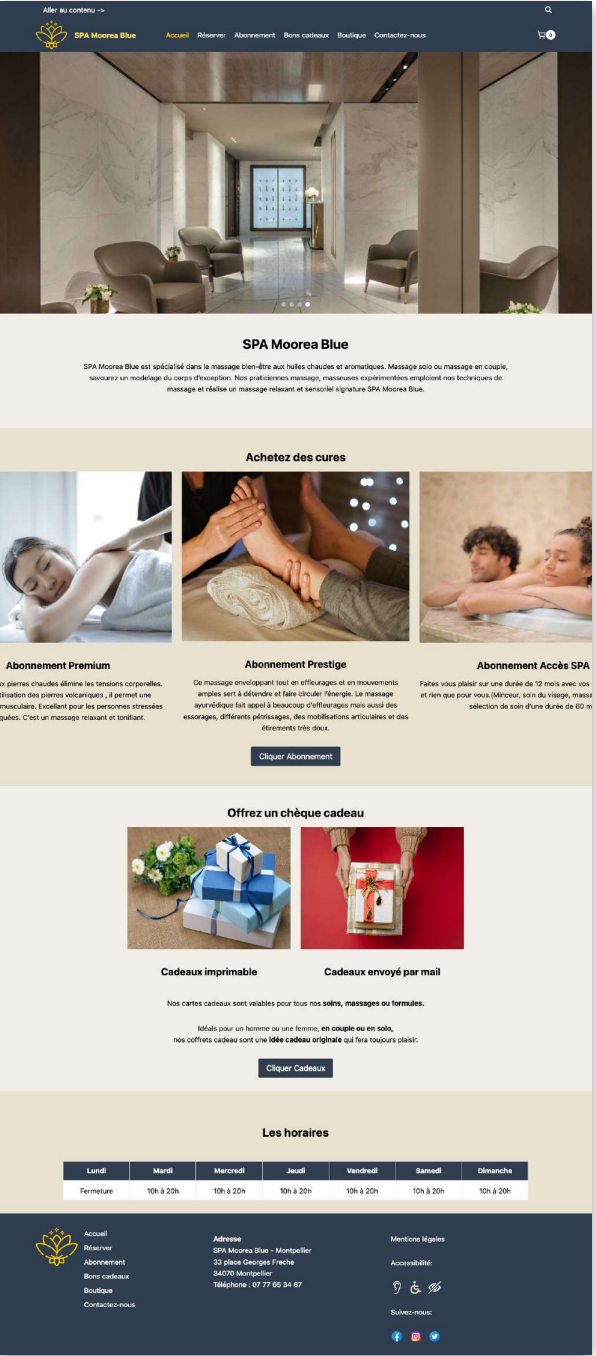 Aller au contenu ->
SPA Moorea Blue
Accueil Réserver Abonnement Bons cadeaux Boutique Contactez-nous
0
SPA Moorea Blue
SPA Moorea Blue est spécialisé dans le massage bien-être aux huiles chaudes et aromatiques. Massage solo ou massage en couple,
savourez un modelage du corps d'exception. Nos praticiennes massage, masseuses expérimentées emploient nos techniques de
massage et réalise un massage relaxant et sensoriel signature SPA Moorea Blue.
Achetez des cures
Abonnement Premium
ux pierres chaudes élimine les tensions corporelles.
tilisation des pierres volcaniques , il permet une
musculaire. Excellant pour les personnes stressées
guées. C'est un massage relaxant et tonifiant.
Abonnement Prestige
Ce massage enveloppant tout en effleurages et en mouvements
amples sert à détendre et faire circuler l'énergie. Le massage
ayurvédique fait appel à beaucoup d'effleurages mais aussi des
essorages, différents pétrissages, des mobilisations articulaires et des
étirements très doux.
Abonnement Accès SPA
Faites vous plaisir sur une durée de 12 mois avec vos
et rien que pour vous.(Minceur, soin du visage, massa
sélection de soin d'une durée de 60 m
Cliquer Abonnement
Offrez un chèque cadeau
Cadeaux imprimable
Cadeaux envoyé par mail
Nos cartes cadeaux sont valables pour tous nos soins, massages ou formules.
Idéals pour un homme ou une femme, en couple ou en solo,
nos coffrets cadeau sont une idée cadeau originale qui fera toujours plaisir.
Cliquer Cadeaux
Les horaires
Lundi Mardi Mercredi Jeudi Vendredi Samedi Dimanche
Fermeture 10h à 20h 10h à 20h 10h à 20h 10h à 20h 10h à 20h 10h à 20h
Accueil
Réserver
Abonnement
Bons cadeaux
Boutique
Contactez-nous
Adresse
SPA Moorea Blue - Montpellier
33 place Georges Freche
34070 Montpellier
Téléphone : 07 77 65 34 67
Mentions légales
Accessibilité:
Suivez-nous: